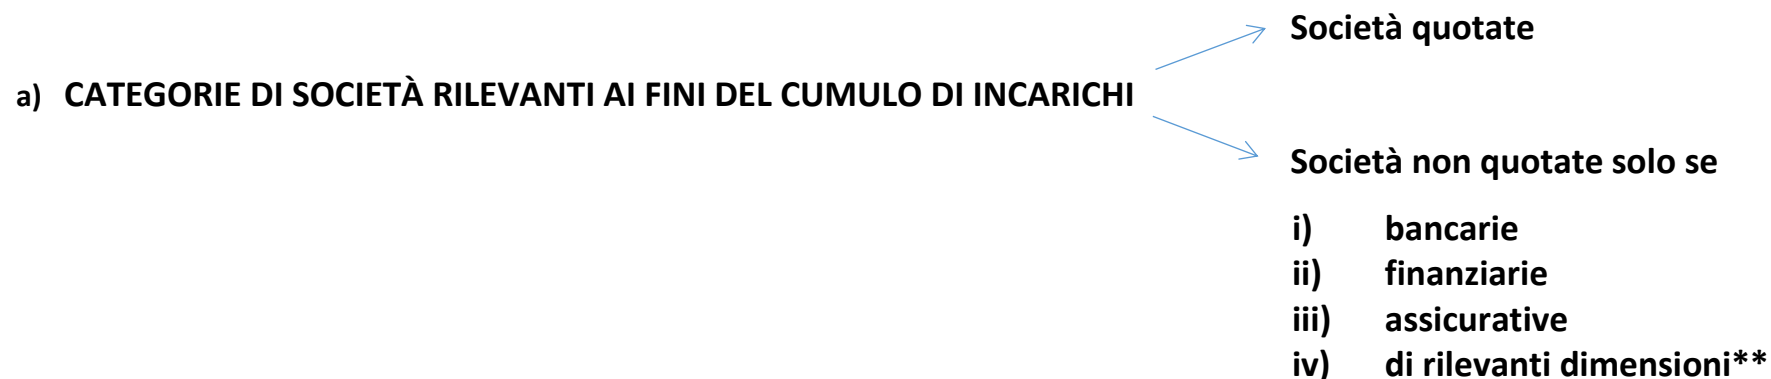 Società quotate
a) CATEGORIE DI SOCIETÀ RILEVANTI AI FINI DEL CUMULO DI INCARICHI
Società non quotate solo se
i) bancarie
ii) finanziarie
iii) assicurative
iv) di rilevanti dimensioni**